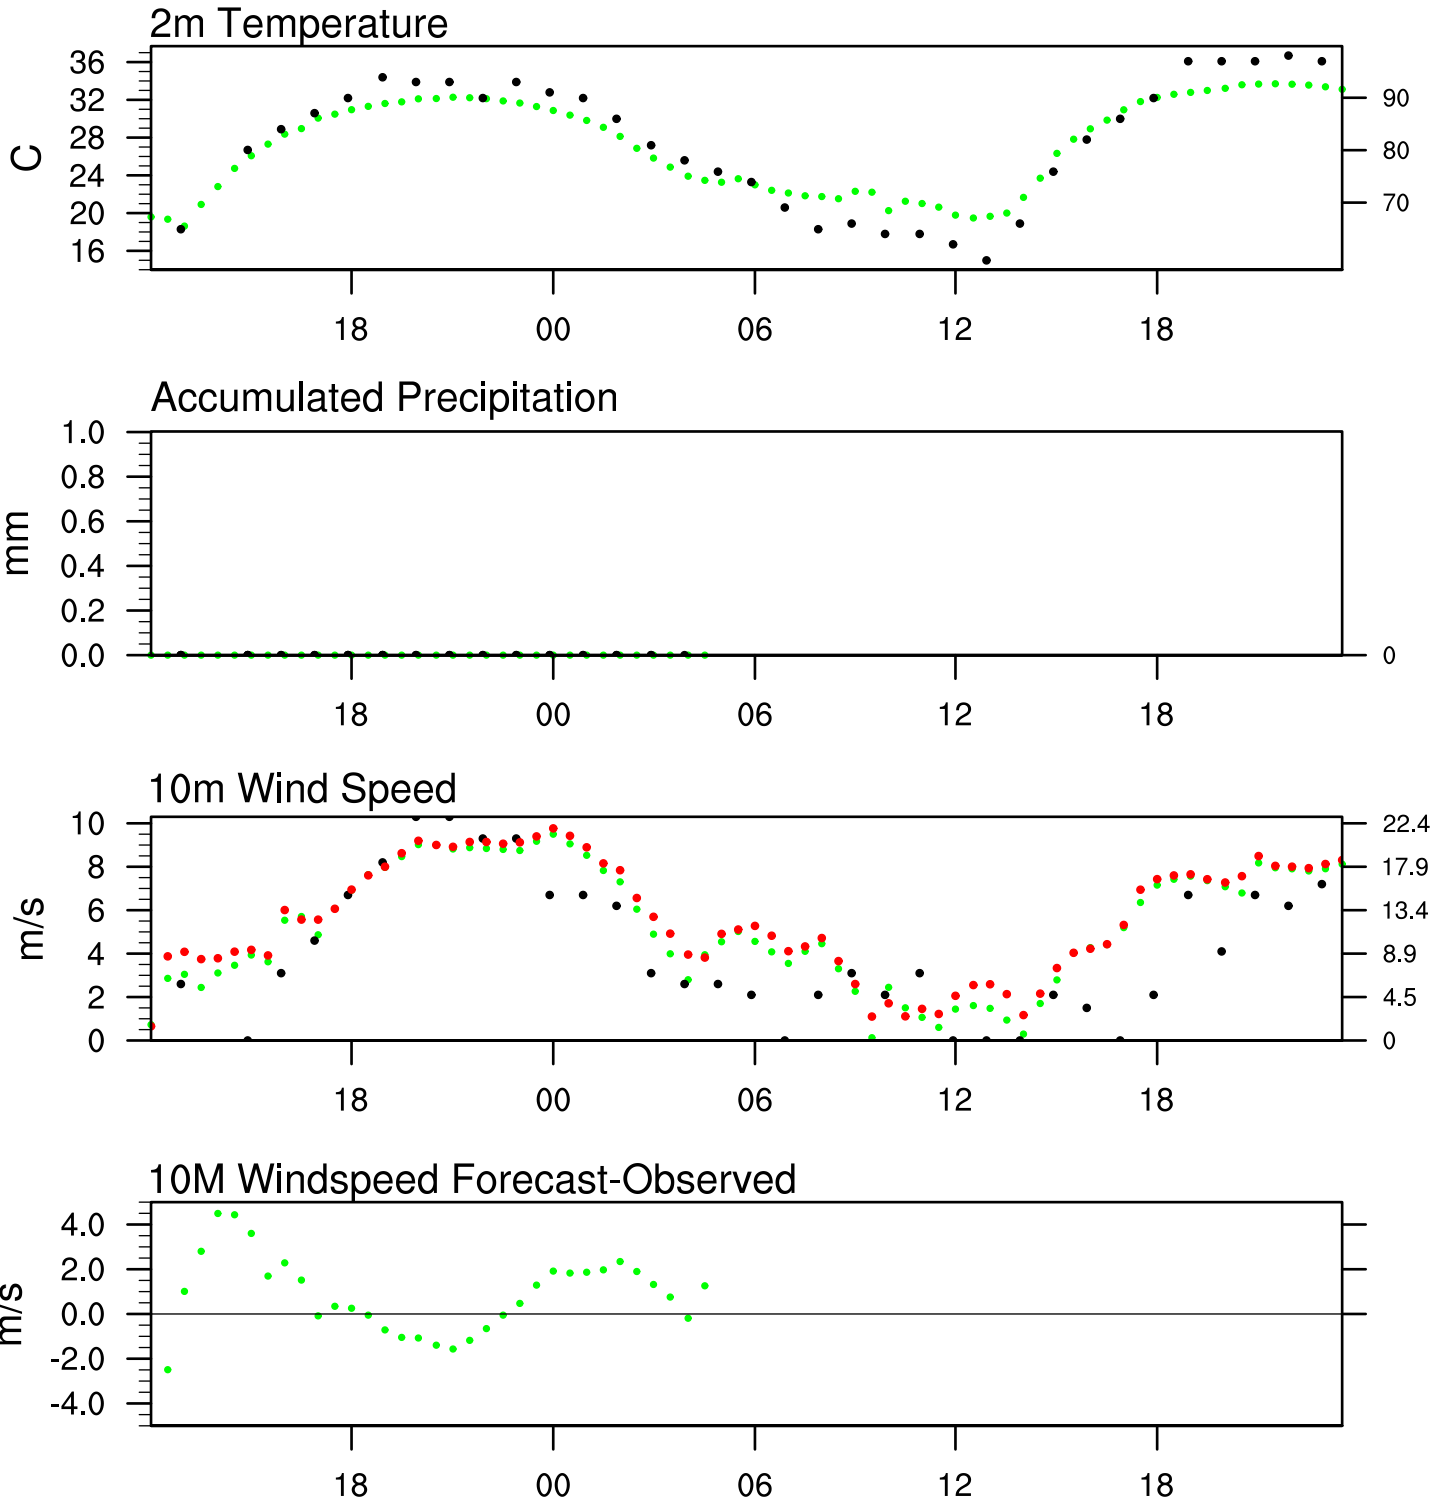 2m Temperature
36
32
28
24
20
16
C
90
80
70
18 00 06 12 18
Accumulated Precipitation
1.0
0.8
0.6
0.4
0.2
0.0
mm
0
18 00 06 12 18
10m Wind Speed
10
8
6
4
2
0
m/s
22.4
17.9
13.4
8.9
4.5
0
18 00 06 12 18
10M Windspeed Forecast-Observed
4.0
2.0
0.0
-2.0
-4.0
m/s
18 00 06 12 18